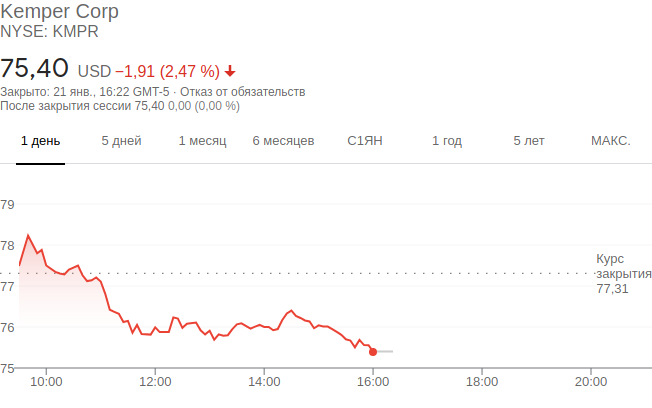 Kemper Corp
NYSE: KMPR
75,40 USD −1,91 (2,47 %)
Закрыто: 21 янв., 16:22 GMT-5 · Отказ от обязательств
После закрытия сессии 75,40 0,00 (0,00 %)
1 день 5 дней 1 месяц 6 месяцев С1ЯН 1 год 5 лет МАКС.
79
78
Курс
закрытия
77,31
77
76
75
10:00 12:00 14:00 16:00 18:00 20:00